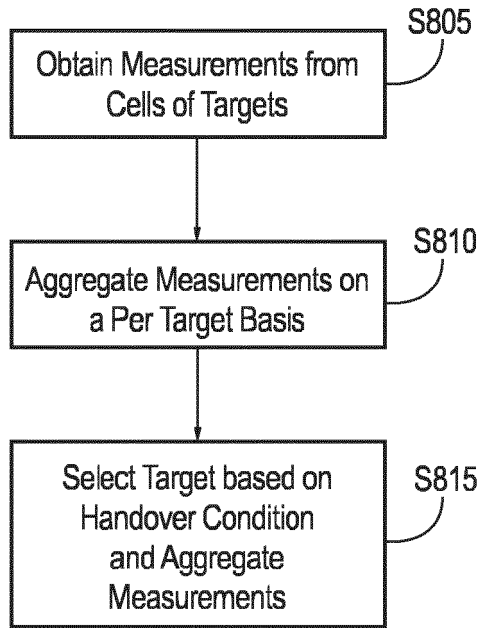 S805
Obtain Measurements from
Cells of Targets
S810
Aggregate Measurements on
a Per Target Basis
S815
Select Target based on
Handover Condition
and Aggregate
Measurements